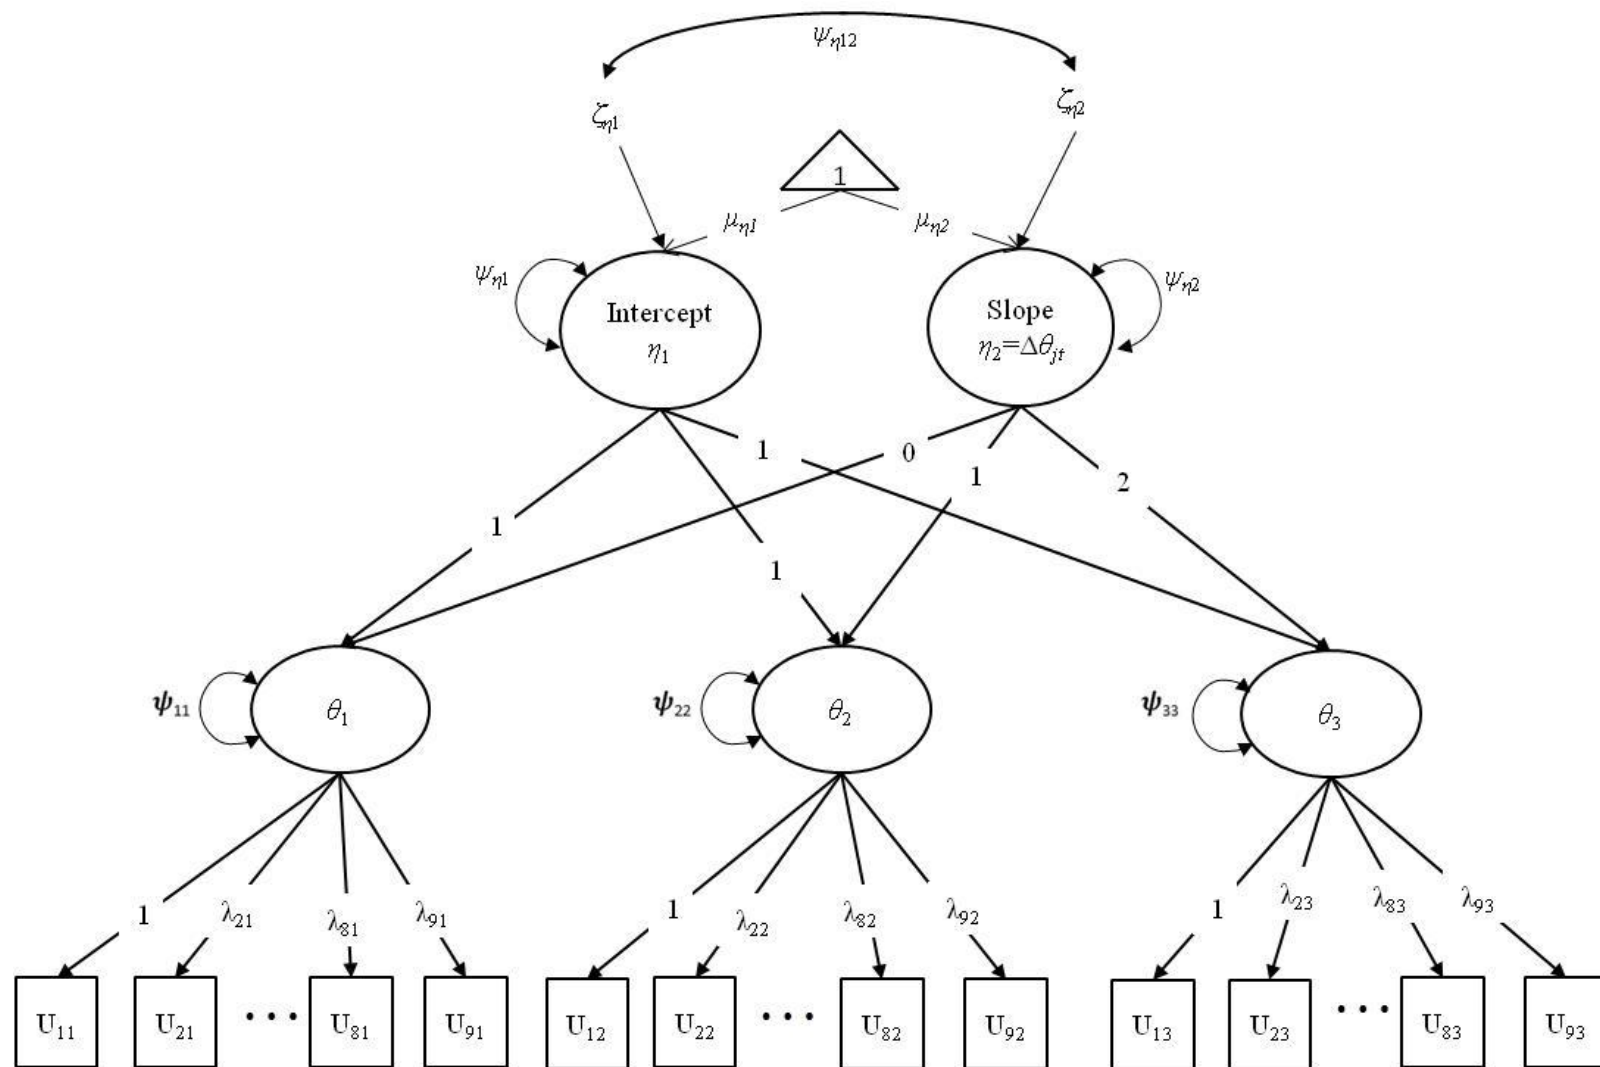 ψη12
ζη1
ζη2
1
μη1
μη2
ψη1
Intercept
η1
Slope
η2=Δθjt
ψη2
1
0
1
2
1
1
ψ11
θ1
ψ22
θ2
ψ33
θ3
1
λ21
λ81
λ91
1
λ22
λ82
λ92
1
λ23
λ83
λ93
U11
U21
• • •
U81
U91
U12
U22
• • •
U82
U92
U13
U23
• • •
U83
U93